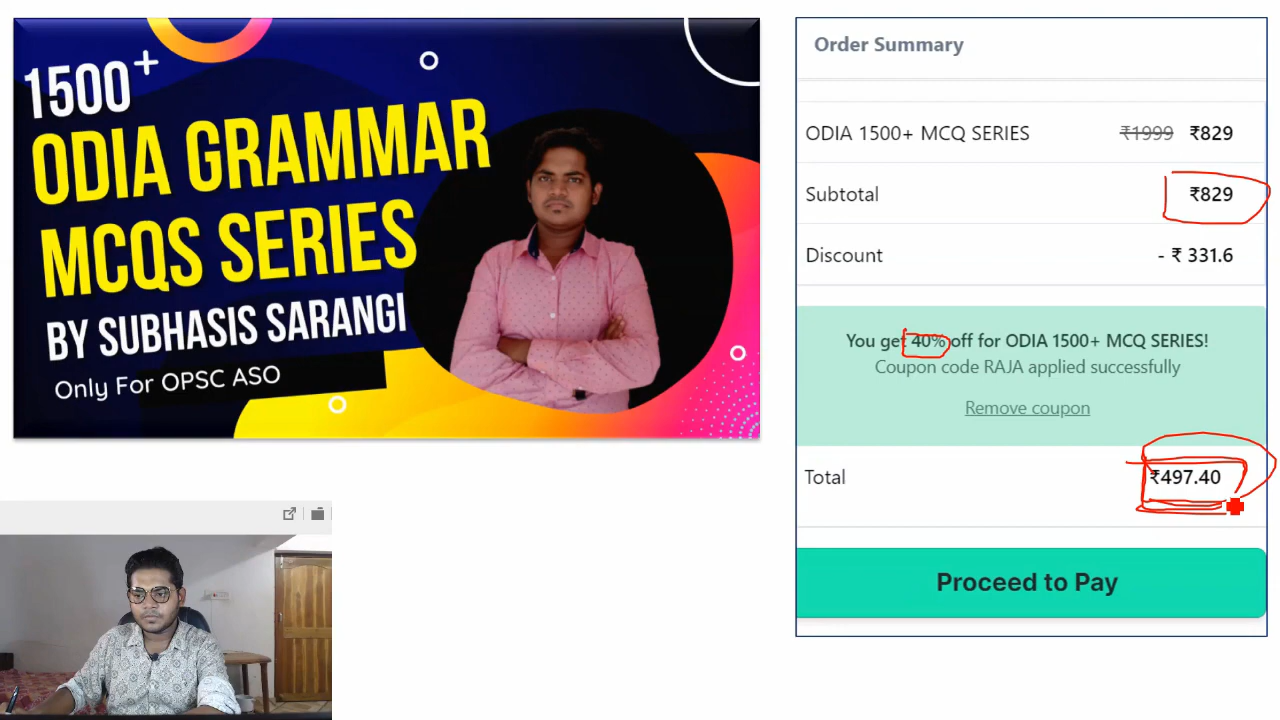 1500+
ODIA GRAMMAR
MCQS SERIES
BY SUBHASIS SARANGI
Only For OPSC ASO
Order Summary
ODIA 1500+ MCQ SERIES ₹1999 ₹829
Subtotal ₹829
Discount - ₹ 331.6
You get 40% off for ODIA 1500+ MCQ SERIES!
Coupon code RAJA applied successfully
Remove coupon
Total ₹497.40
Proceed to Pay